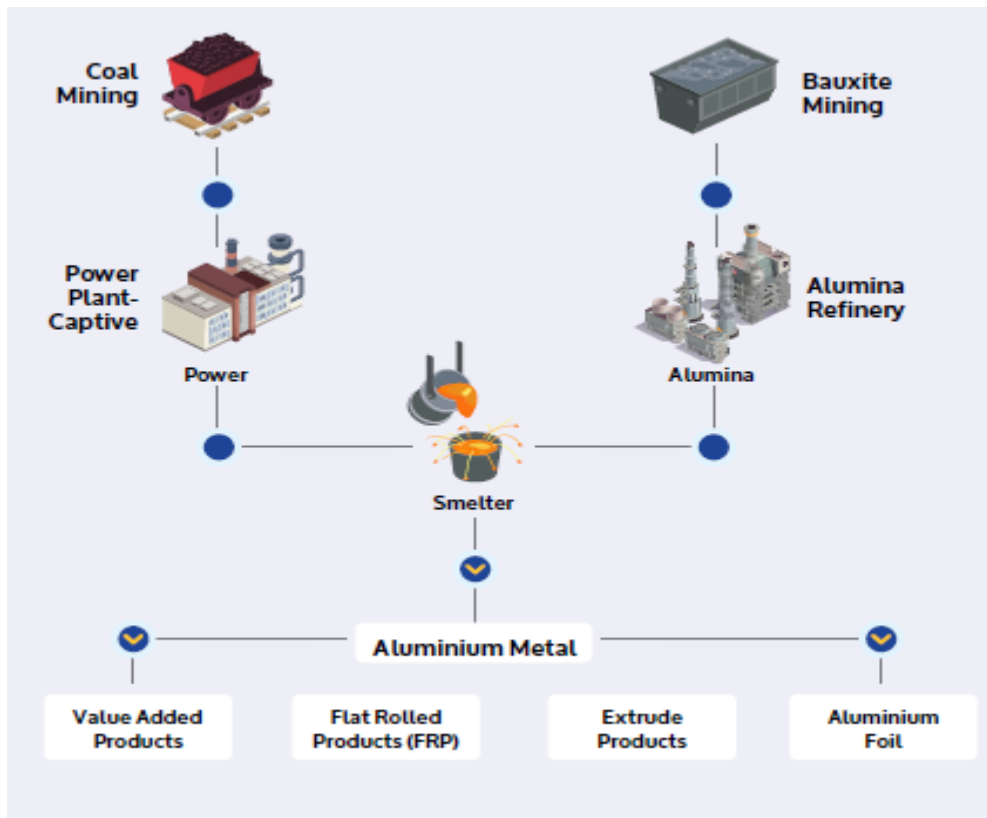 Coal
Mining
Bauxite
Mining
Power
Plant-
Captive
Alumina
Refinery
Power
Alumina
Smelter
Aluminium Metal
Value Added
Products
Flat Rolled
Products (FRP)
Extrude
Products
Aluminium
Foil